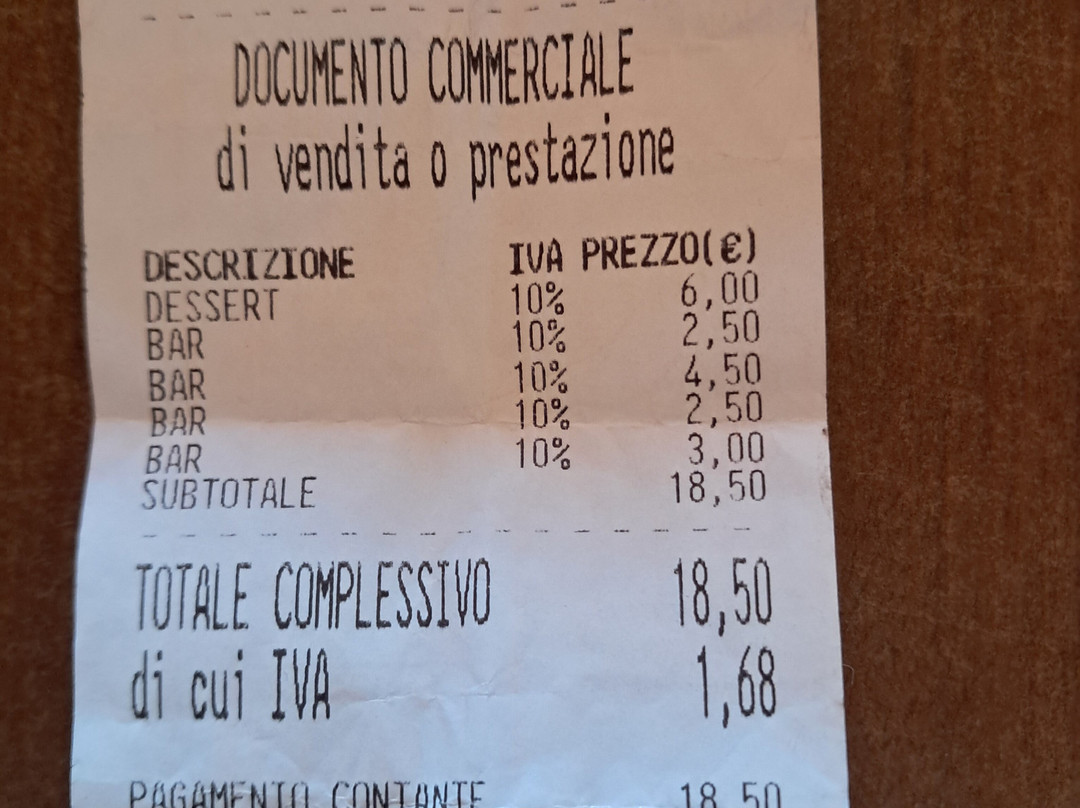 DOCUMENTO COMMERCIALE
di vendita o prestazione
DESCRIZIONE IVA PREZZO(€)
DESSERT 10% 6,00
BAR 10% 2,50
BAR 10% 4,50
BAR 10% 2,50
BAR 10% 3,00
SUBTOTALE 18,50
TOTALE COMPLESSIVO 18,50
di cui IVA 1,68
PAGAMENTO CONTANTE 18,50